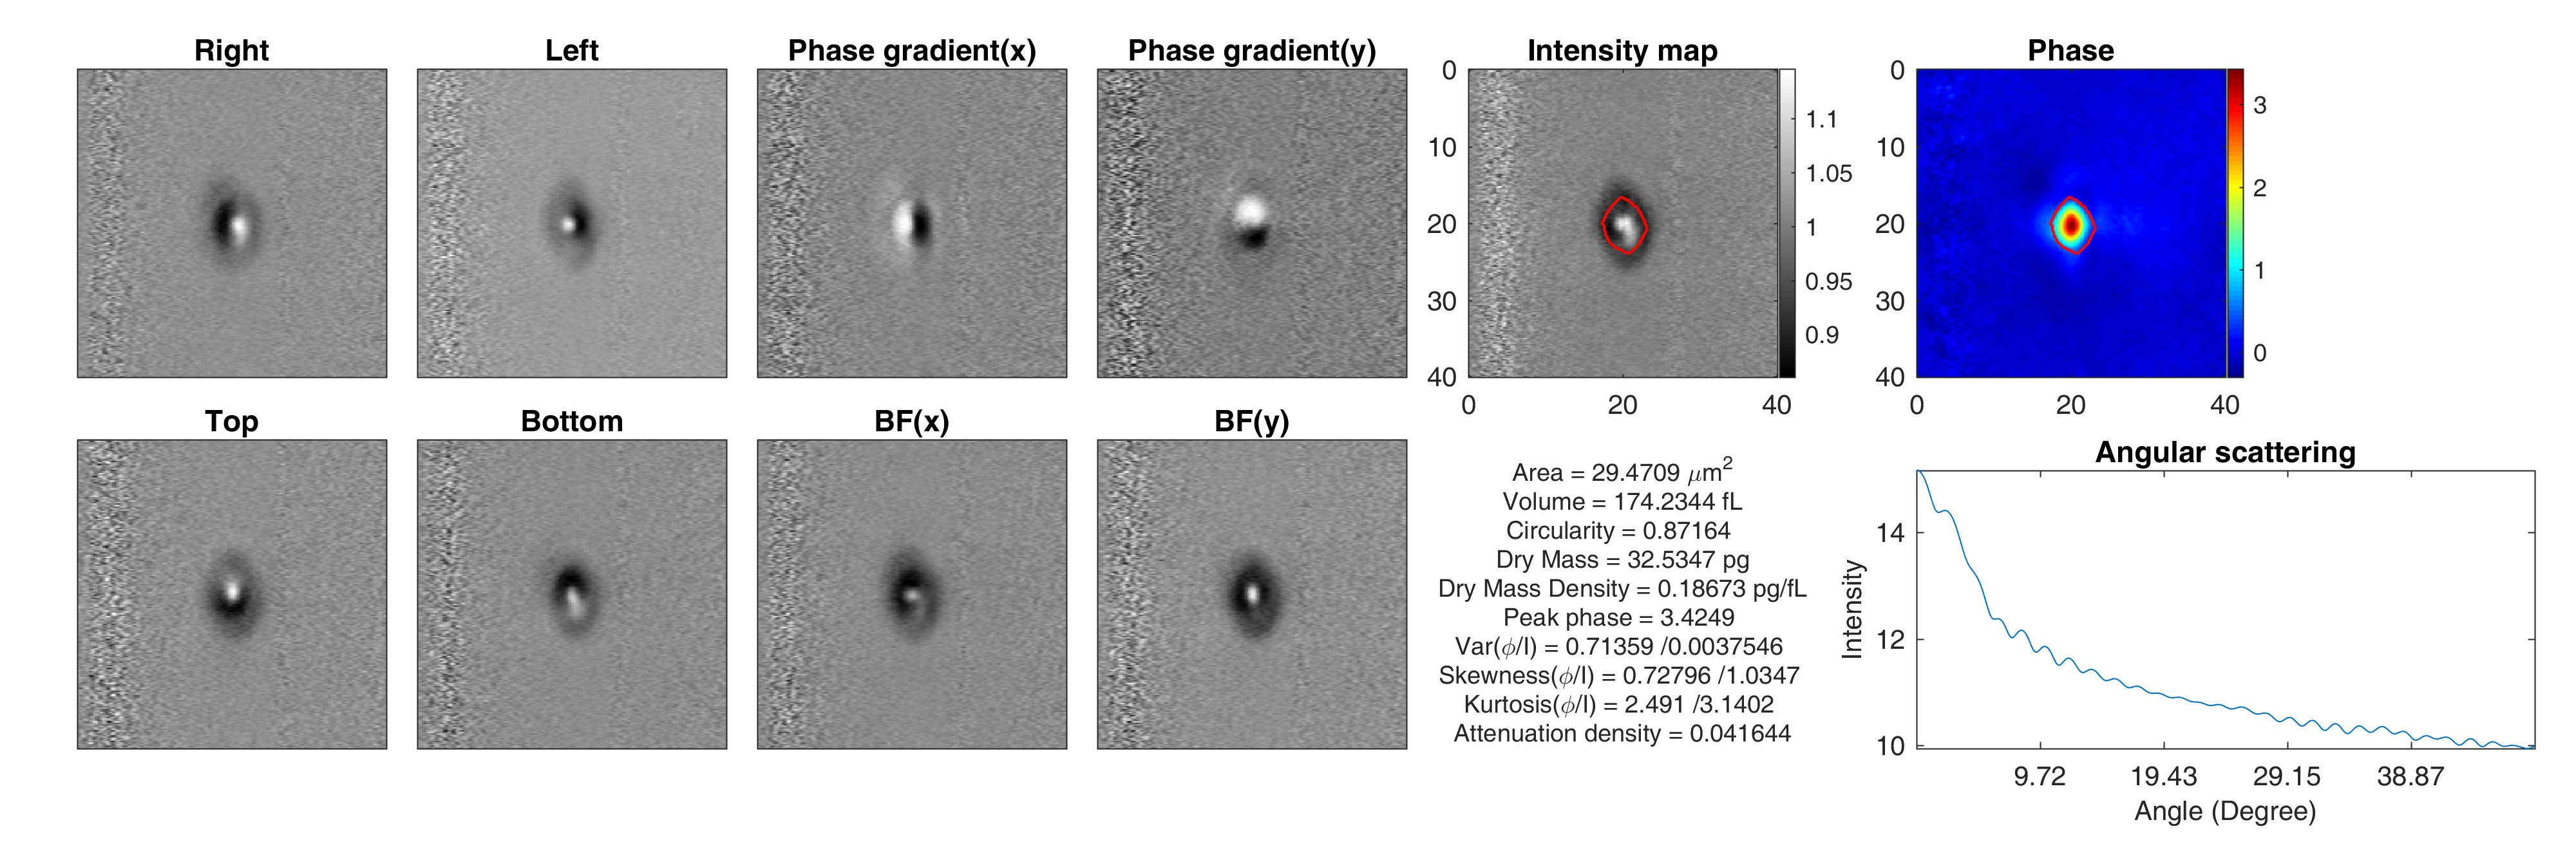 Right
Left
Phase gradient(x)
Phase gradient(y)
Intensity map
0
10
20
30
40
0
20
40
1.1
1.05
1
0.95
0.9
Phase
0
10
20
30
40
0
20
40
3
2
1
0
Top
Bottom
BF(x)
BF(y)
Area = 29.4709 μm²
Volume = 174.2344 fL
Circularity = 0.87164
Dry Mass = 32.5347 pg
Dry Mass Density = 0.18673 pg/fL
Peak phase = 3.4249
Var(ϕ/I) = 0.71359 /0.0037546
Skewness(ϕ/I) = 0.72796 /1.0347
Kurtosis(ϕ/I) = 2.491 /3.1402
Attenuation density = 0.041644
Angular scattering
Intensity
14
12
10
9.72
19.43
29.15
38.87
Angle (Degree)